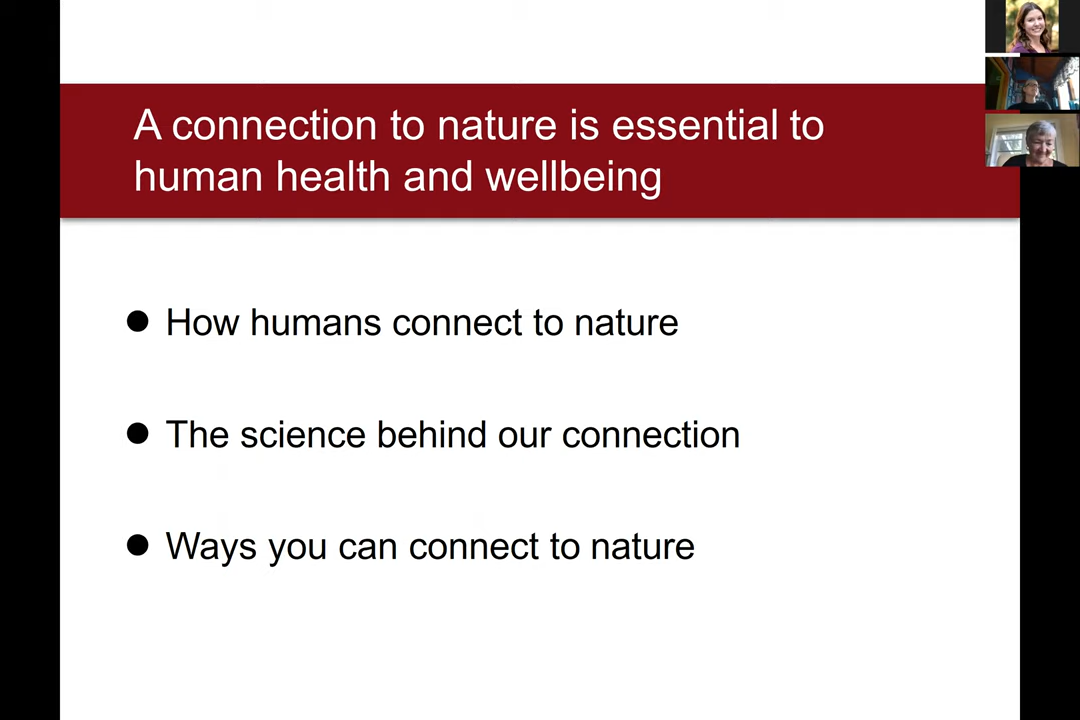 A connection to nature is essential to
human health and wellbeing
● How humans connect to nature
● The science behind our connection
● Ways you can connect to nature